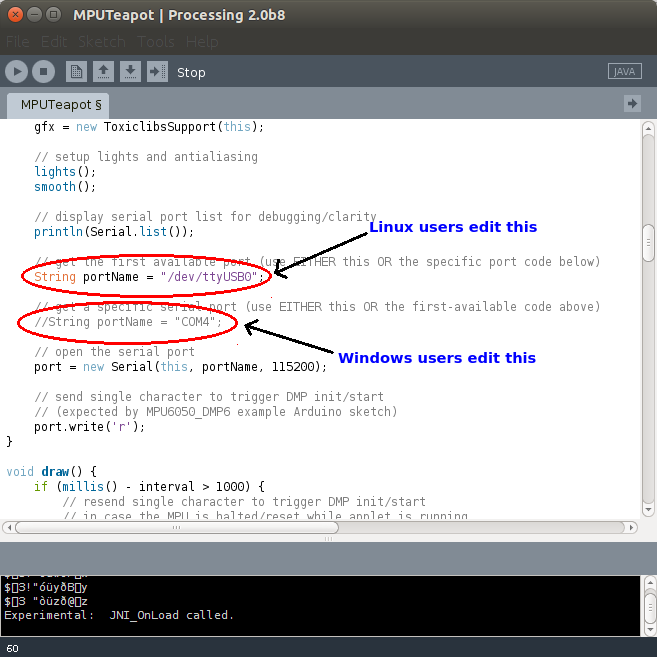 MPUTeapot | Processing 2.0b8
File Edit Sketch Tools Help
Stop
JAVA
MPUTeapot §
gfx = new ToxiclibsSupport(this);
// setup lights and antialiasing
lights();
smooth();
// display serial port list for debugging/clarity
println(Serial.list());
Linux users edit this
// get the first available port (use EITHER this OR the specific port code below)
String portName = "/dev/ttyUSB0";
// get a specific serial port (use EITHER this OR the first-available code above)
//String portName = "COM4";
// open the serial port
Windows users edit this
port = new Serial(this, portName, 115200);
// send single character to trigger DMP init/start
// (expected by MPU6050_DMP6 example Arduino sketch)
port.write('r');
}
void draw() {
if (millis() - interval > 1000) {
// resend single character to trigger DMP init/start
// in case the MPU is halted/reset while applet is running
$▯3!"óüyðB▯y
$▯3 "òüzð@▯z
Experimental:  JNI_OnLoad called.
60